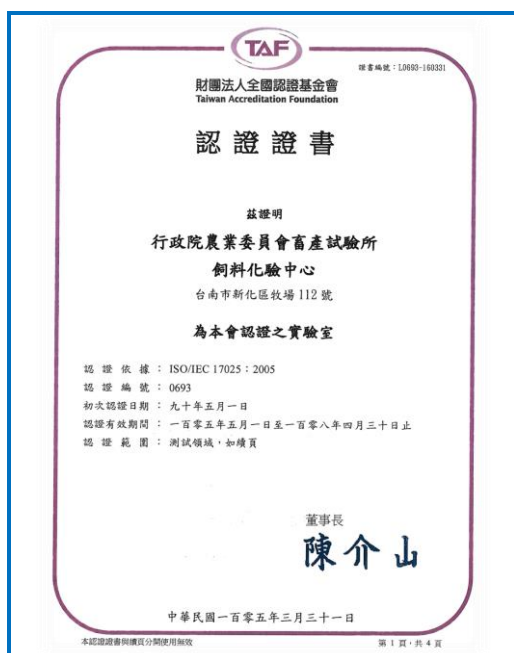 TAF
證書編號：L0693-160331
財團法人全國認證基金會
Taiwan Accreditation Foundation
認證證書
茲證明
行政院農業委員會畜產試驗所
飼料化驗中心
台南市新化區牧場 112 號
為本會認證之實驗室
認證依據：ISO/IEC 17025：2005
認證編號：0693
初次認證日期：九十年五月一日
認證有效期間：一百零五年五月一日至一百零八年四月三十日止
認證範圍：測試領域，如續頁
董事長
陳介山
中華民國一百零五年三月三十一日
本認證證書與續頁分開使用無效
第 1 頁，共 4 頁